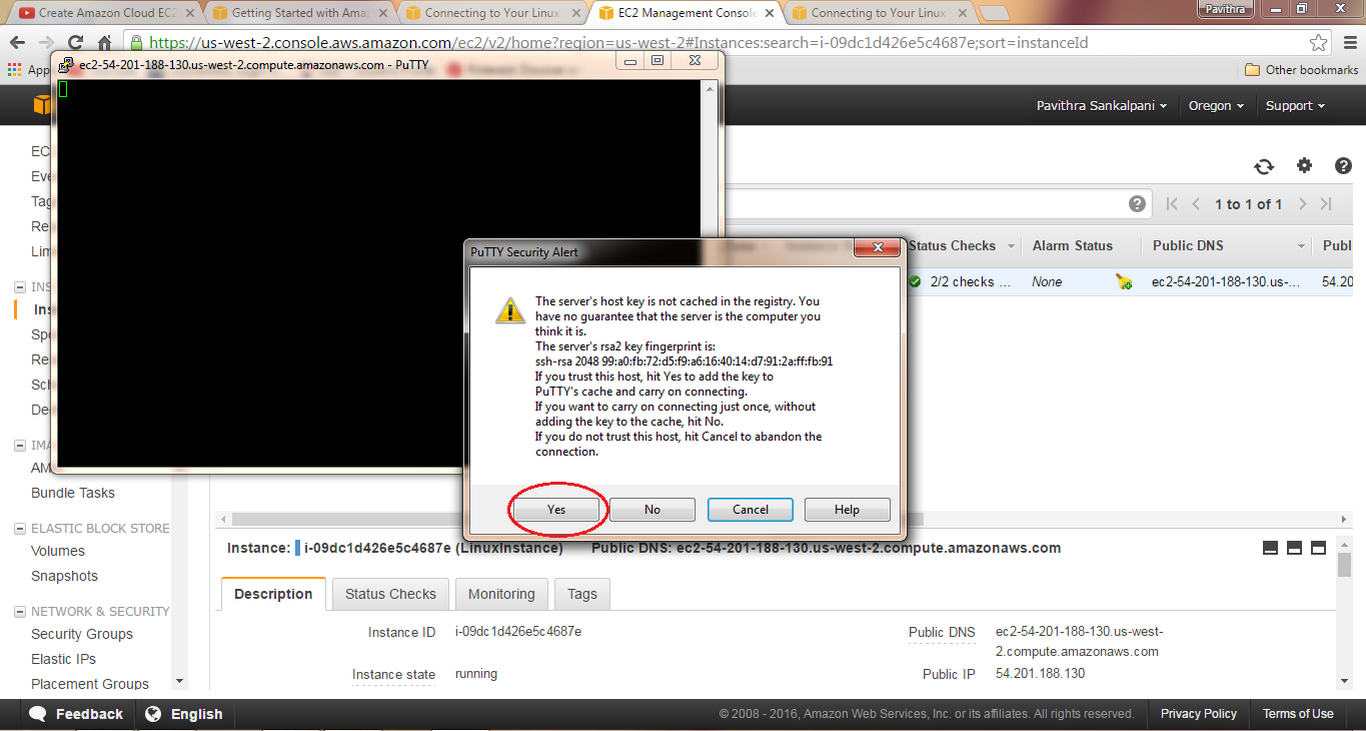 Create Amazon Cloud EC2
Getting Started with Amaz
Connecting to Your Linux
EC2 Management Console
Connecting to Your Linux
Pavithra
https://us-west-2.console.aws.amazon.com/ec2/v2/home?region=us-west-2#Instances:search=i-09dc1d426e5c4687e;sort=instanceId
App
Other bookmarks
ec2-54-201-188-130.us-west-2.compute.amazonaws.com - PuTTY
Pavithra Sankalpani
Oregon
Support
EC
Eve
Tag
Re
Lim
INS
Ins
Spo
Re
Sch
De
IMA
AM
Bundle Tasks
ELASTIC BLOCK STORE
Volumes
Snapshots
NETWORK & SECURITY
Security Groups
Elastic IPs
Placement Groups
1 to 1 of 1
Status Checks
Alarm Status
Public DNS
Publ
2/2 checks ...
None
ec2-54-201-188-130.us-...
54.20
PuTTY Security Alert
The server's host key is not cached in the registry. You
have no guarantee that the server is the computer you
think it is.
The server's rsa2 key fingerprint is:
ssh-rsa 2048 99:a0:fb:72:d5:f9:a6:16:40:14:d7:91:2a:ff:fb:91
If you trust this host, hit Yes to add the key to
PuTTY's cache and carry on connecting.
If you want to carry on connecting just once, without
adding the key to the cache, hit No.
If you do not trust this host, hit Cancel to abandon the
connection.
Yes
No
Cancel
Help
Instance: i-09dc1d426e5c4687e (LinuxInstance) Public DNS: ec2-54-201-188-130.us-west-2.compute.amazonaws.com
Description
Status Checks
Monitoring
Tags
Instance ID i-09dc1d426e5c4687e
Public DNS ec2-54-201-188-130.us-west-
2.compute.amazonaws.com
Instance state running
Public IP 54.201.188.130
Feedback
English
© 2008 - 2016, Amazon Web Services, Inc. or its affiliates. All rights reserved.
Privacy Policy
Terms of Use